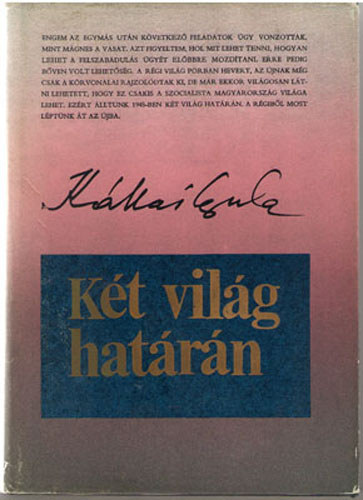 ENGEM AZ EGYMÁS UTÁN KÖVETKEZŐ FELADATOK ÚGY VONZOTTAK,
MINT MÁGNES A VASAT. AZT FIGYELTEM, HOL MIT LEHET TENNI, HOGYAN
LEHET A FELSZABADULÁS ÜGYÉT ELŐBBRE MOZDÍTANI. ERRE PEDIG
BŐVEN VOLT LEHETŐSÉG. A RÉGI VILÁG PORBAN HEVERT, AZ ÚJNAK MÉG
CSAK A KÖRVONALAI RAJZOLÓDTAK KI, DE MÁR EKKOR VILÁGOSAN LÁT-
NI LEHETETT, HOGY EZ CSAKIS A SZOCIALISTA MAGYARORSZÁG VILÁGA
LEHET. EZÉRT ÁLLTUNK 1945-BEN KÉT VILÁG HATÁRÁN. A RÉGIBŐL MOST
LÉPTÜNK ÁT AZ ÚJBA.
Kállai Gyula
Két világ
határán